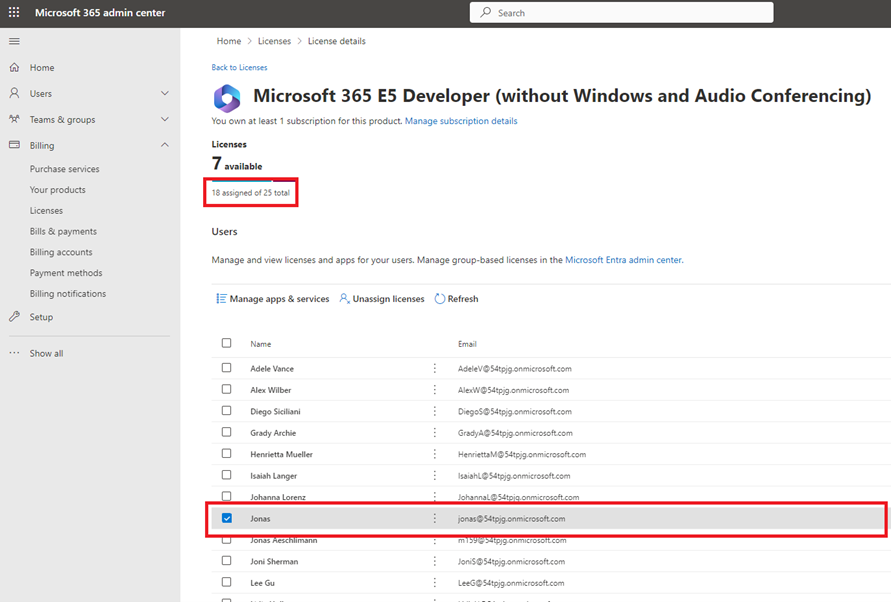 Microsoft 365 admin center
Search
Home
Users
Teams & groups
Billing
Purchase services
Your products
Licenses
Bills & payments
Billing accounts
Payment methods
Billing notifications
Setup
Show all
Home > Licenses > License details
Back to Licenses
Microsoft 365 E5 Developer (without Windows and Audio Conferencing)
You own at least 1 subscription for this product. Manage subscription details
Licenses
7 available
18 assigned of 25 total
Users
Manage and view licenses and apps for your users. Manage group-based licenses in the Microsoft Entra admin center.
Manage apps & services Unassign licenses Refresh
Name Email
Adele Vance AdeleV@54tpjg.onmicrosoft.com
Alex Wilber AlexW@54tpjg.onmicrosoft.com
Diego Siciliani DiegoS@54tpjg.onmicrosoft.com
Grady Archie GradyA@54tpjg.onmicrosoft.com
Henrietta Mueller HenriettaM@54tpjg.onmicrosoft.com
Isaiah Langer IsaiahL@54tpjg.onmicrosoft.com
Johanna Lorenz JohannaL@54tpjg.onmicrosoft.com
Jonas jonas@54tpjg.onmicrosoft.com
Jonas Aeschlimann m159@54tpjg.onmicrosoft.com
Joni Sherman JoniS@54tpjg.onmicrosoft.com
Lee Gu LeeG@54tpjg.onmicrosoft.com